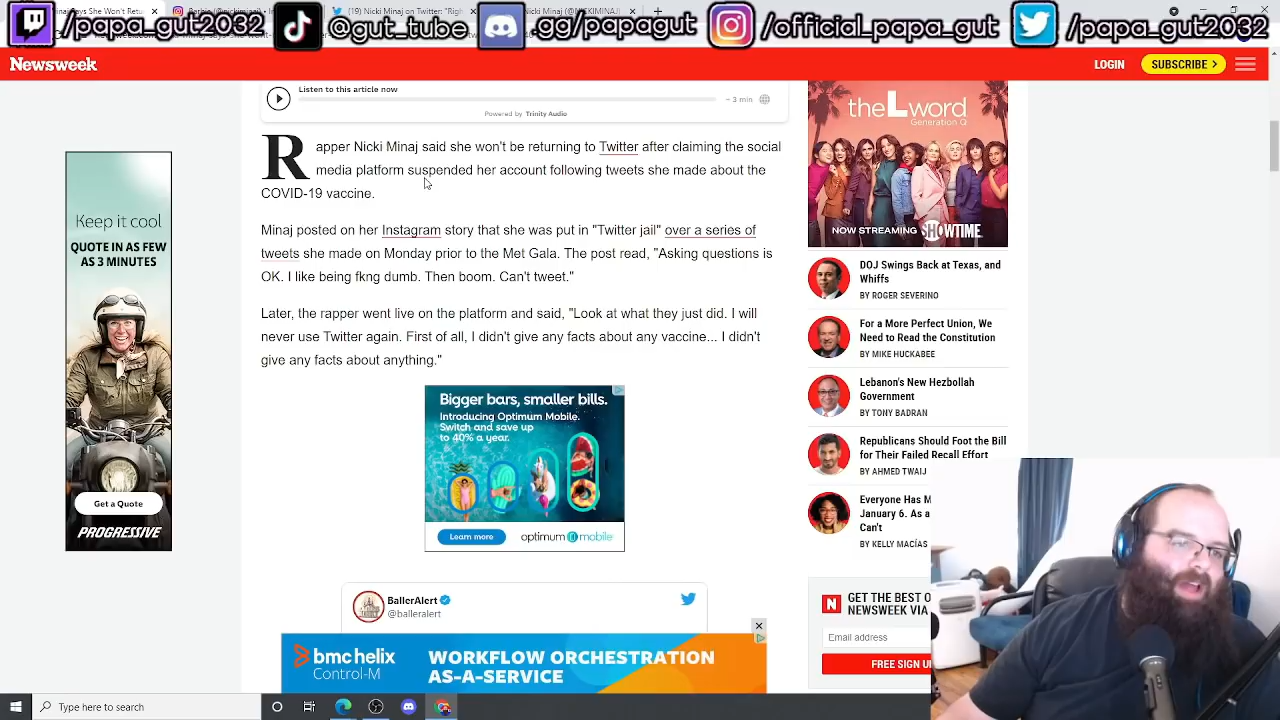 /papa_gut2032
@gut_tube
.gg/papagut
/official_papa_gut
/papa_gut2032
Newsweek
LOGIN
SUBSCRIBE
Listen to this article now
~ 3 min
Powered by Trinity Audio
Rapper Nicki Minaj said she won't be returning to Twitter after claiming the social
media platform suspended her account following tweets she made about the
COVID-19 vaccine.
Minaj posted on her Instagram story that she was put in "Twitter jail" over a series of
tweets she made on Monday prior to the Met Gala. The post read, "Asking questions is
OK. I like being fkng dumb. Then boom. Can't tweet."
Later, the rapper went live on the platform and said, "Look at what they just did. I will
never use Twitter again. First of all, I didn't give any facts about any vaccine... I didn't
give any facts about anything."
Keep it cool
QUOTE IN AS FEW
AS 3 MINUTES
Get a Quote
PROGRESSIVE
Bigger bars, smaller bills.
Introducing Optimum Mobile.
Switch and save up
to 40% a year.
Learn more
optimum mobile
BallerAlert
@balleralert
bmc helix
Control-M
WORKFLOW ORCHESTRATION
AS-A-SERVICE
the L word
Generation Q
NOW STREAMING SHOWTIME
DOJ Swings Back at Texas, and
Whiffs
BY ROGER SEVERINO
For a More Perfect Union, We
Need to Read the Constitution
BY MIKE HUCKABEE
Lebanon's New Hezbollah
Government
BY TONY BADRAN
Republicans Should Foot the Bill
for Their Failed Recall Effort
BY AHMED TWAIJ
Everyone Has M
January 6. As a
Can't
BY KELLY MACÍAS
N
GET THE BEST O
NEWSWEEK VIA
Email address
FREE SIGN U
Type here to search